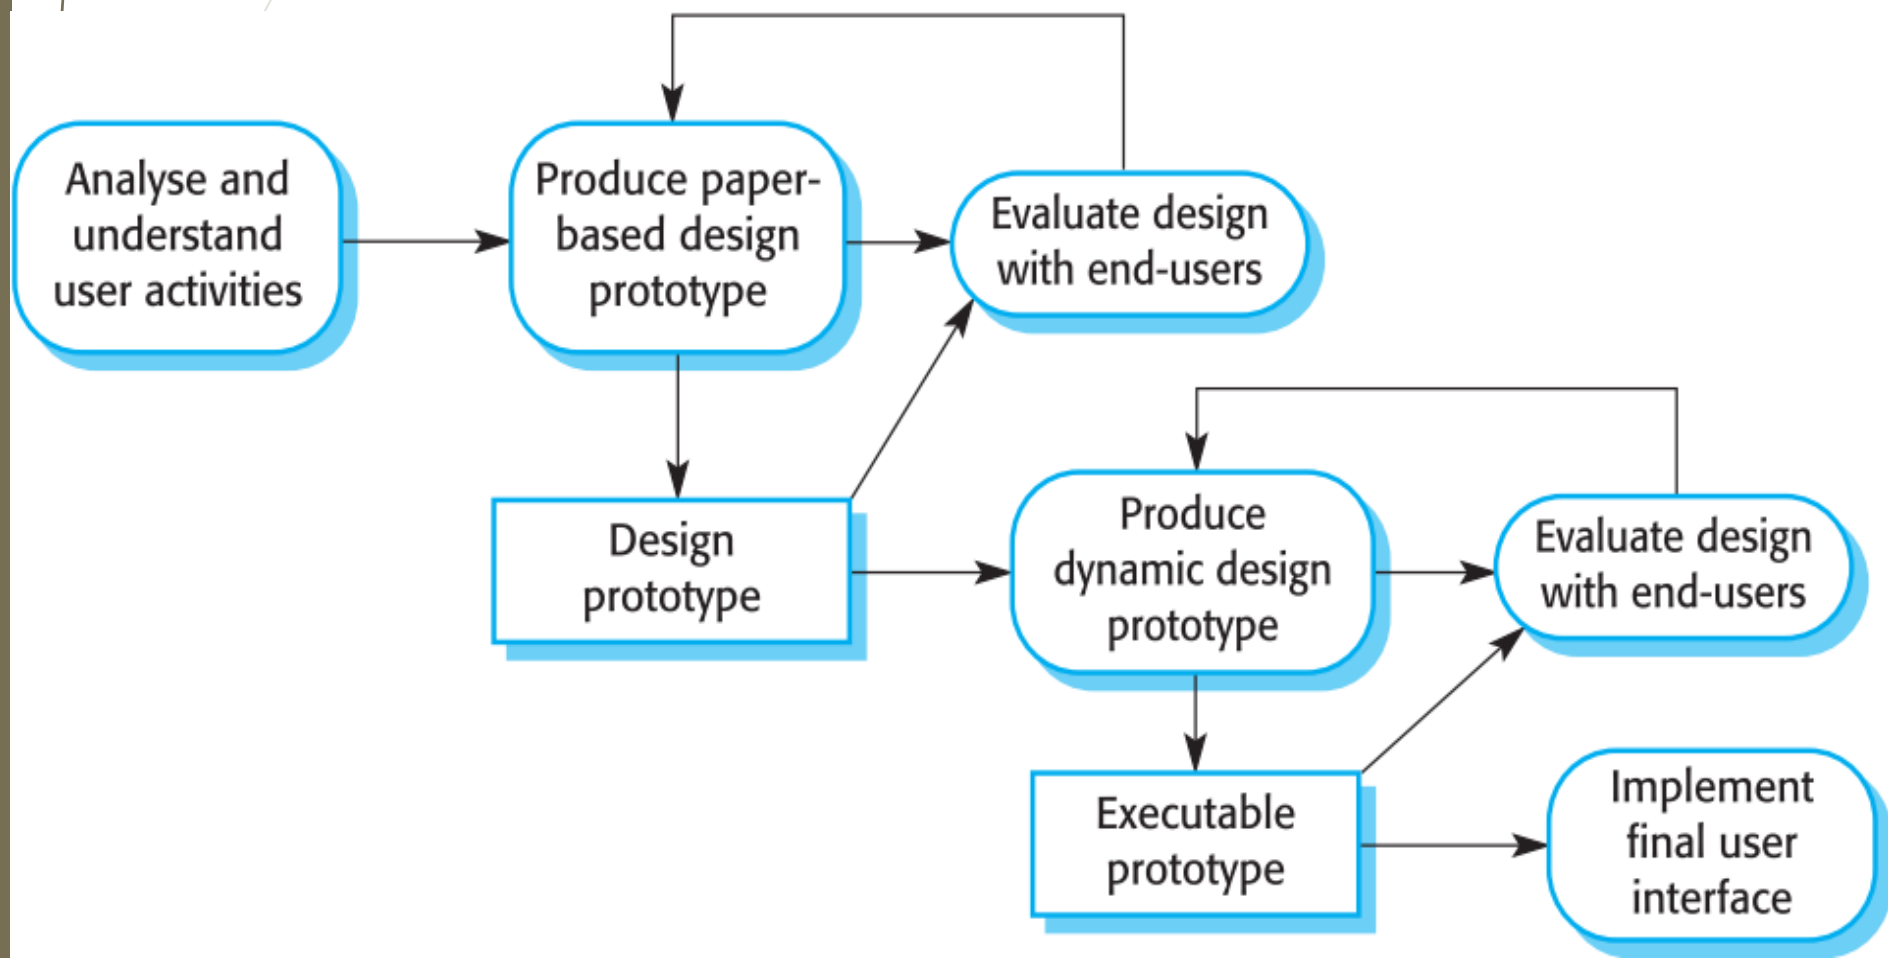 Analyse and
understand
user activities
Produce paper-
based design
prototype
Evaluate design
with end-users
Design
prototype
Produce
dynamic design
prototype
Evaluate design
with end-users
Executable
prototype
Implement
final user
interface